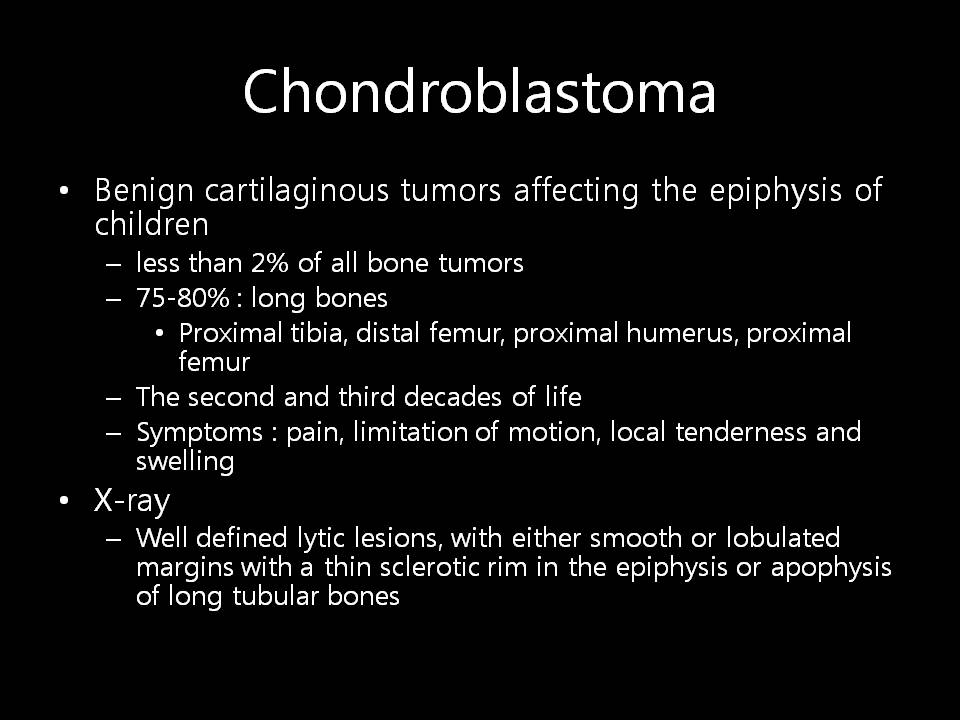 Chondroblastoma
• Benign cartilaginous tumors affecting the epiphysis of
children
– less than 2% of all bone tumors
– 75-80% : long bones
• Proximal tibia, distal femur, proximal humerus, proximal
femur
– The second and third decades of life
– Symptoms : pain, limitation of motion, local tenderness and
swelling
• X-ray
– Well defined lytic lesions, with either smooth or lobulated
margins with a thin sclerotic rim in the epiphysis or apophysis
of long tubular bones